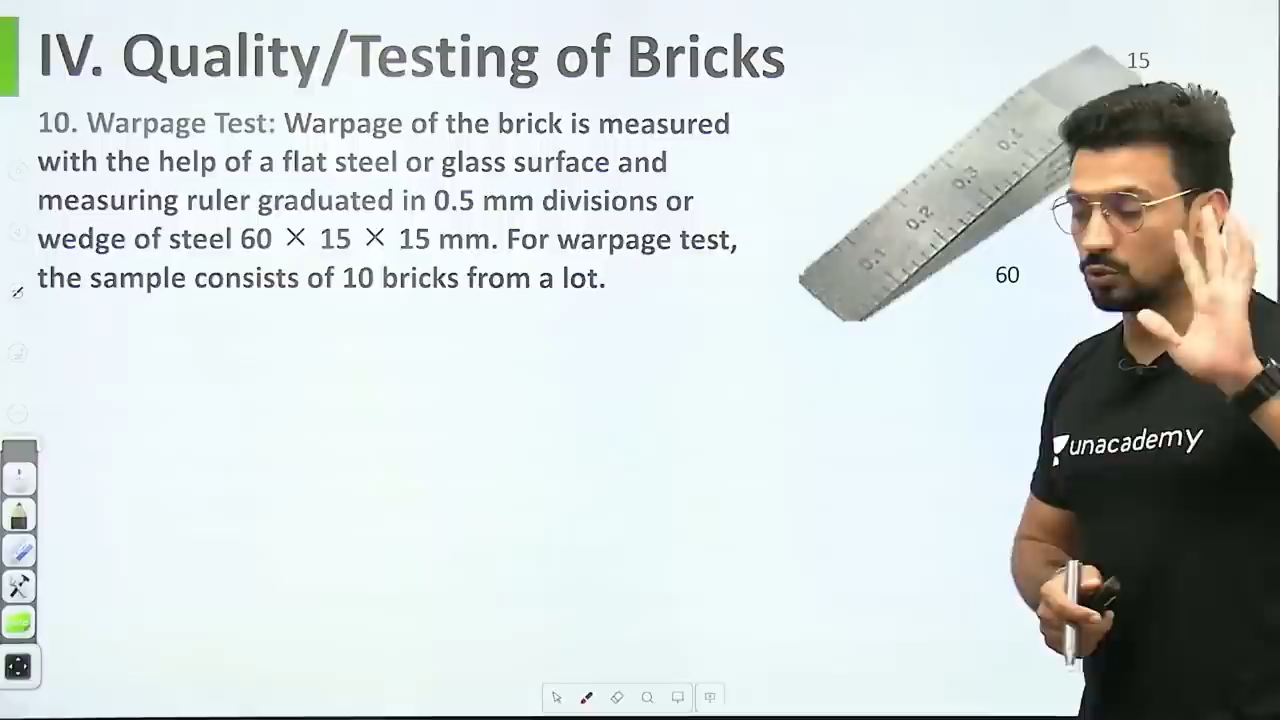 IV. Quality/Testing of Bricks
10. Warpage Test: Warpage of the brick is measured
with the help of a flat steel or glass surface and
measuring ruler graduated in 0.5 mm divisions or
wedge of steel 60 × 15 × 15 mm. For warpage test,
the sample consists of 10 bricks from a lot.
15
0.3
0.2
0.1
60
unacademy